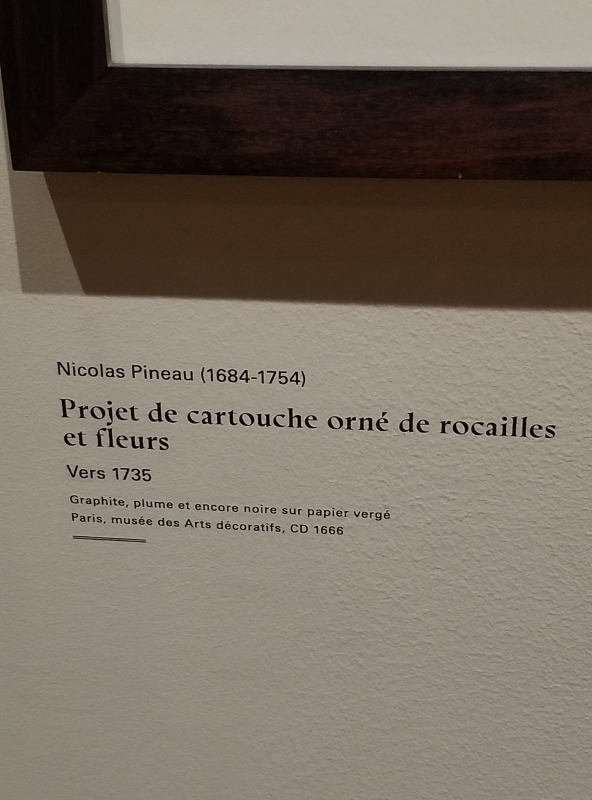 Nicolas Pineau (1684-1754)
Projet de cartouche orné de rocailles
et fleurs
Vers 1735
Graphite, plume et encore noire sur papier vergé
Paris, musée des Arts décoratifs, CD 1666